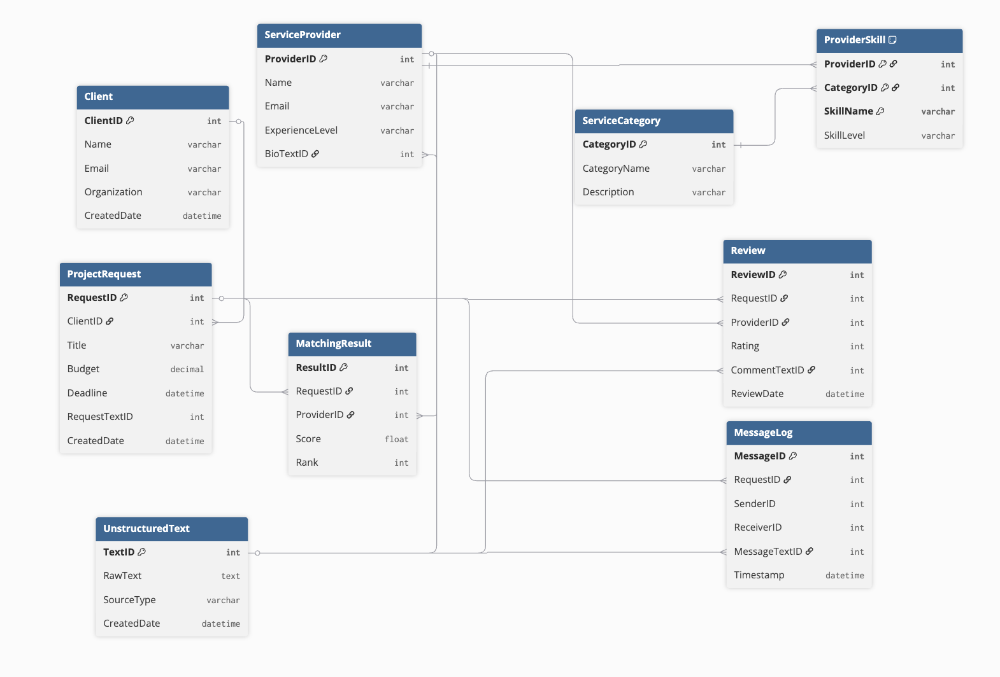 ServiceProvider
ProviderID int
Name varchar
Email varchar
ExperienceLevel varchar
BioTextID int
ProviderSkill
ProviderID int
CategoryID int
SkillName varchar
SkillLevel varchar
Client
ClientID int
Name varchar
Email varchar
Organization varchar
CreatedDate datetime
ServiceCategory
CategoryID int
CategoryName varchar
Description varchar
Review
ReviewID int
RequestID int
ProviderID int
Rating int
CommentTextID int
ReviewDate datetime
ProjectRequest
RequestID int
ClientID int
Title varchar
Budget decimal
Deadline datetime
RequestTextID int
CreatedDate datetime
MatchingResult
ResultID int
RequestID int
ProviderID int
Score float
Rank int
MessageLog
MessageID int
RequestID int
SenderID int
ReceiverID int
MessageTextID int
Timestamp datetime
UnstructuredText
TextID int
RawText text
SourceType varchar
CreatedDate datetime